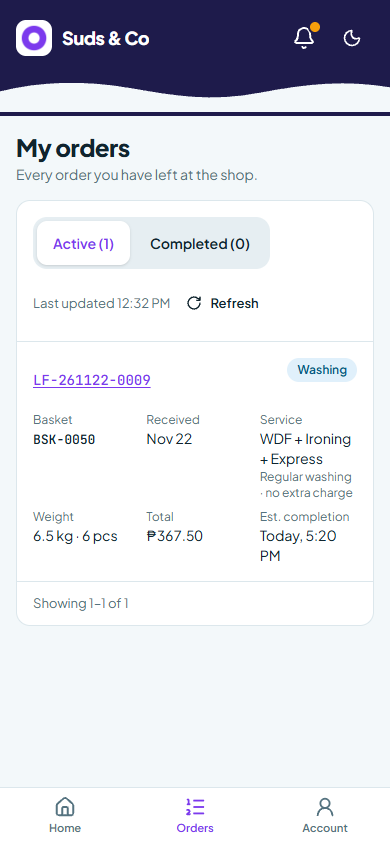 Suds & Co
My orders
Every order you have left at the shop.
Active (1)
Completed (0)
Last updated 12:32 PM
Refresh
LF-261122-0009
Washing
Basket
BSK-0050
Received
Nov 22
Service
WDF + Ironing
+ Express
Regular washing
· no extra charge
Weight
6.5 kg · 6 pcs
Total
₱367.50
Est. completion
Today, 5:20
PM
Showing 1–1 of 1
Home
Orders
Account